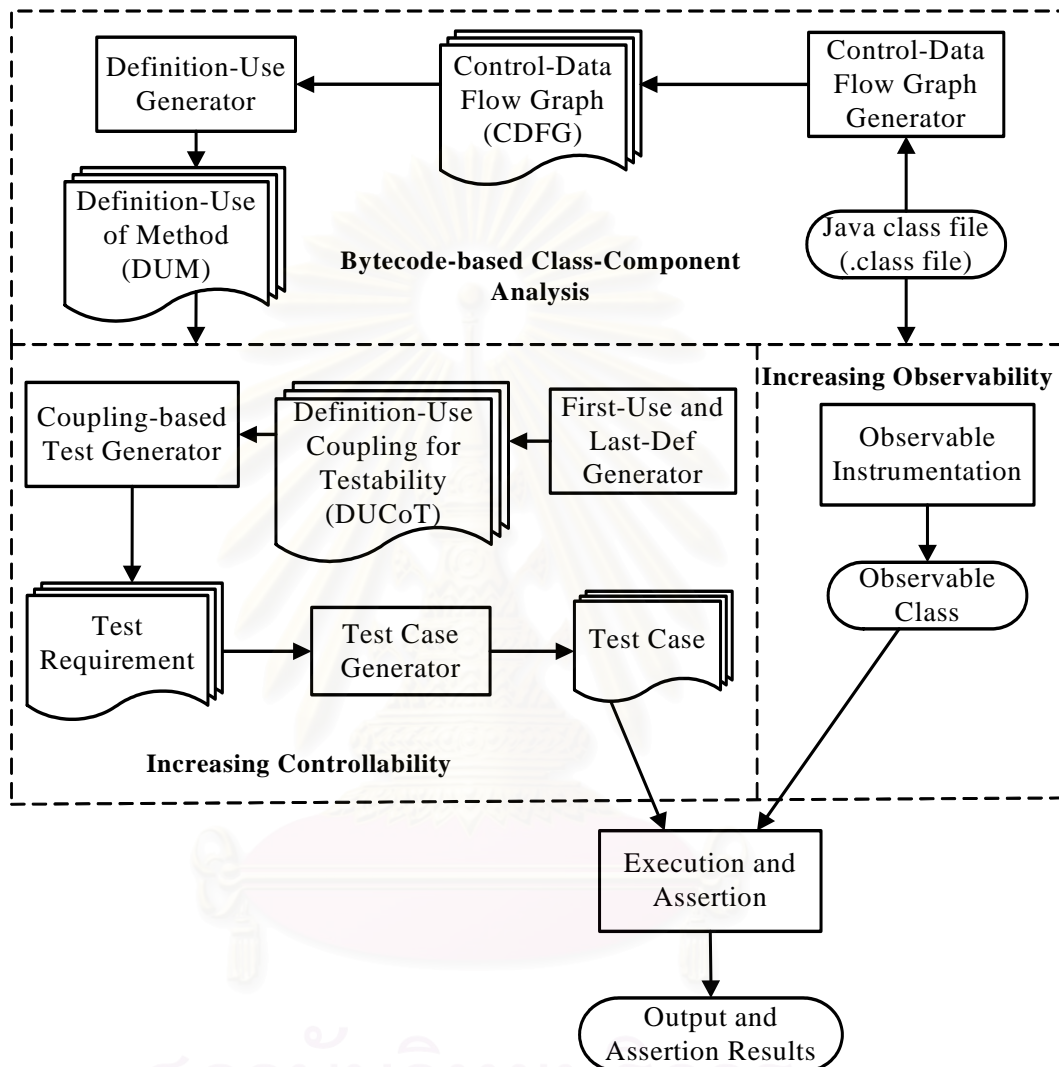 Definition-Use
Generator
Control-Data
Flow Graph
(CDFG)
Control-Data
Flow Graph
Generator
Definition-Use
of Method
(DUM)
Java class file
(.class file)
Bytecode-based Class-Component
Analysis
Increasing Observability
Coupling-based
Test Generator
Definition-Use
Coupling for
Testability
(DUCoT)
First-Use and
Last-Def
Generator
Observable
Instrumentation
Observable
Class
Test
Requirement
Test Case
Generator
Test Case
Increasing Controllability
Execution and
Assertion
Output and
Assertion Results